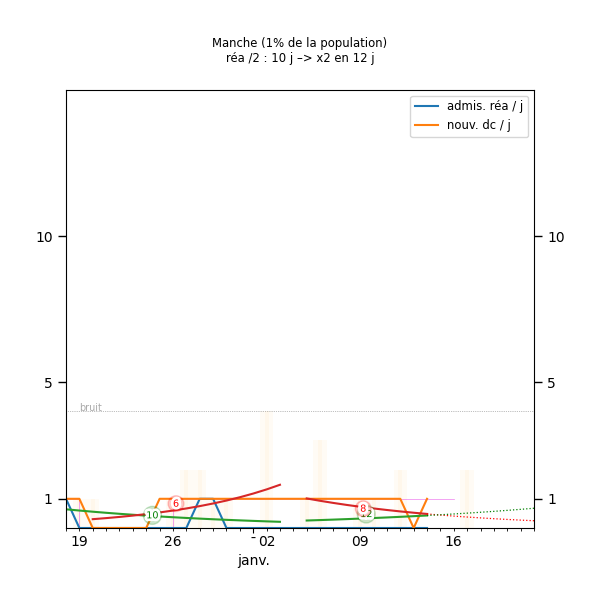 Manche (1% de la population)
réa /2 : 10 j –> x2 en 12 j
admis. réa / j
nouv. dc / j
10
10
5
5
bruit
1
1
6
10
8
12
19
26
02
09
16
janv.